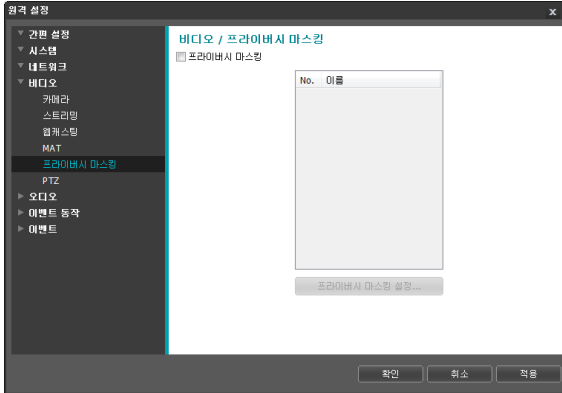 원격 설정
x
간편 설정
시스템
네트워크
비디오
카메라
스트리밍
웹캐스팅
MAT
프라이버시 마스킹
PTZ
오디오
이벤트 동작
이벤트
비디오 / 프라이버시 마스킹
프라이버시 마스킹
No. 이름
프라이버시 마스킹 설정...
확인 취소 적용